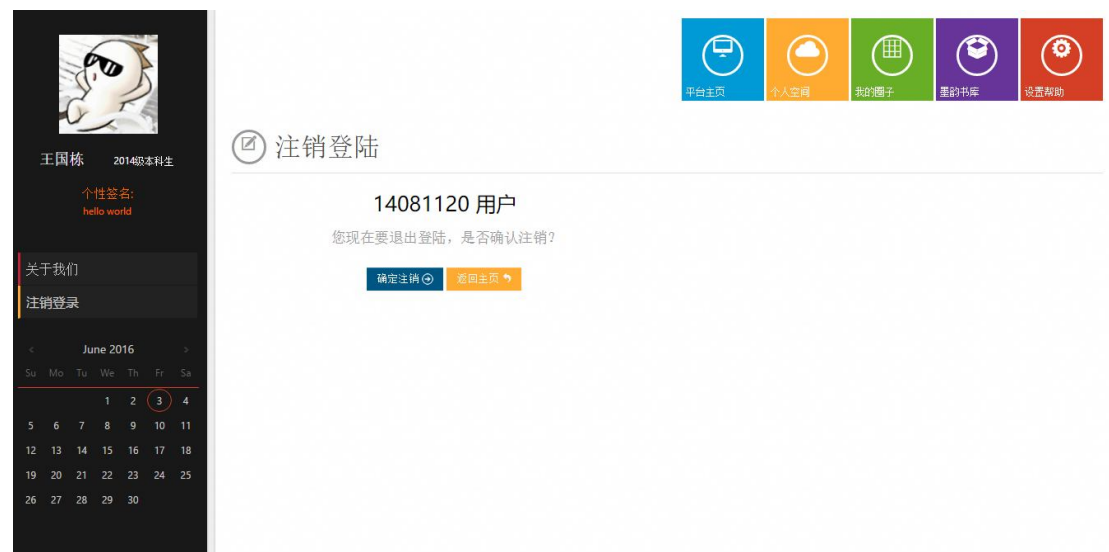 平台主页 个人空间 我的圈子 墨韵书库 设置帮助
王国栋 2014级本科生
个性签名:
hello world
关于我们
注销登录
< June 2016 >
Su Mo Tu We Th Fr Sa
1 2 3 4
5 6 7 8 9 10 11
12 13 14 15 16 17 18
19 20 21 22 23 24 25
26 27 28 29 30
注销登陆
14081120 用户
您现在要退出登陆，是否确认注销?
确定注销 返回主页